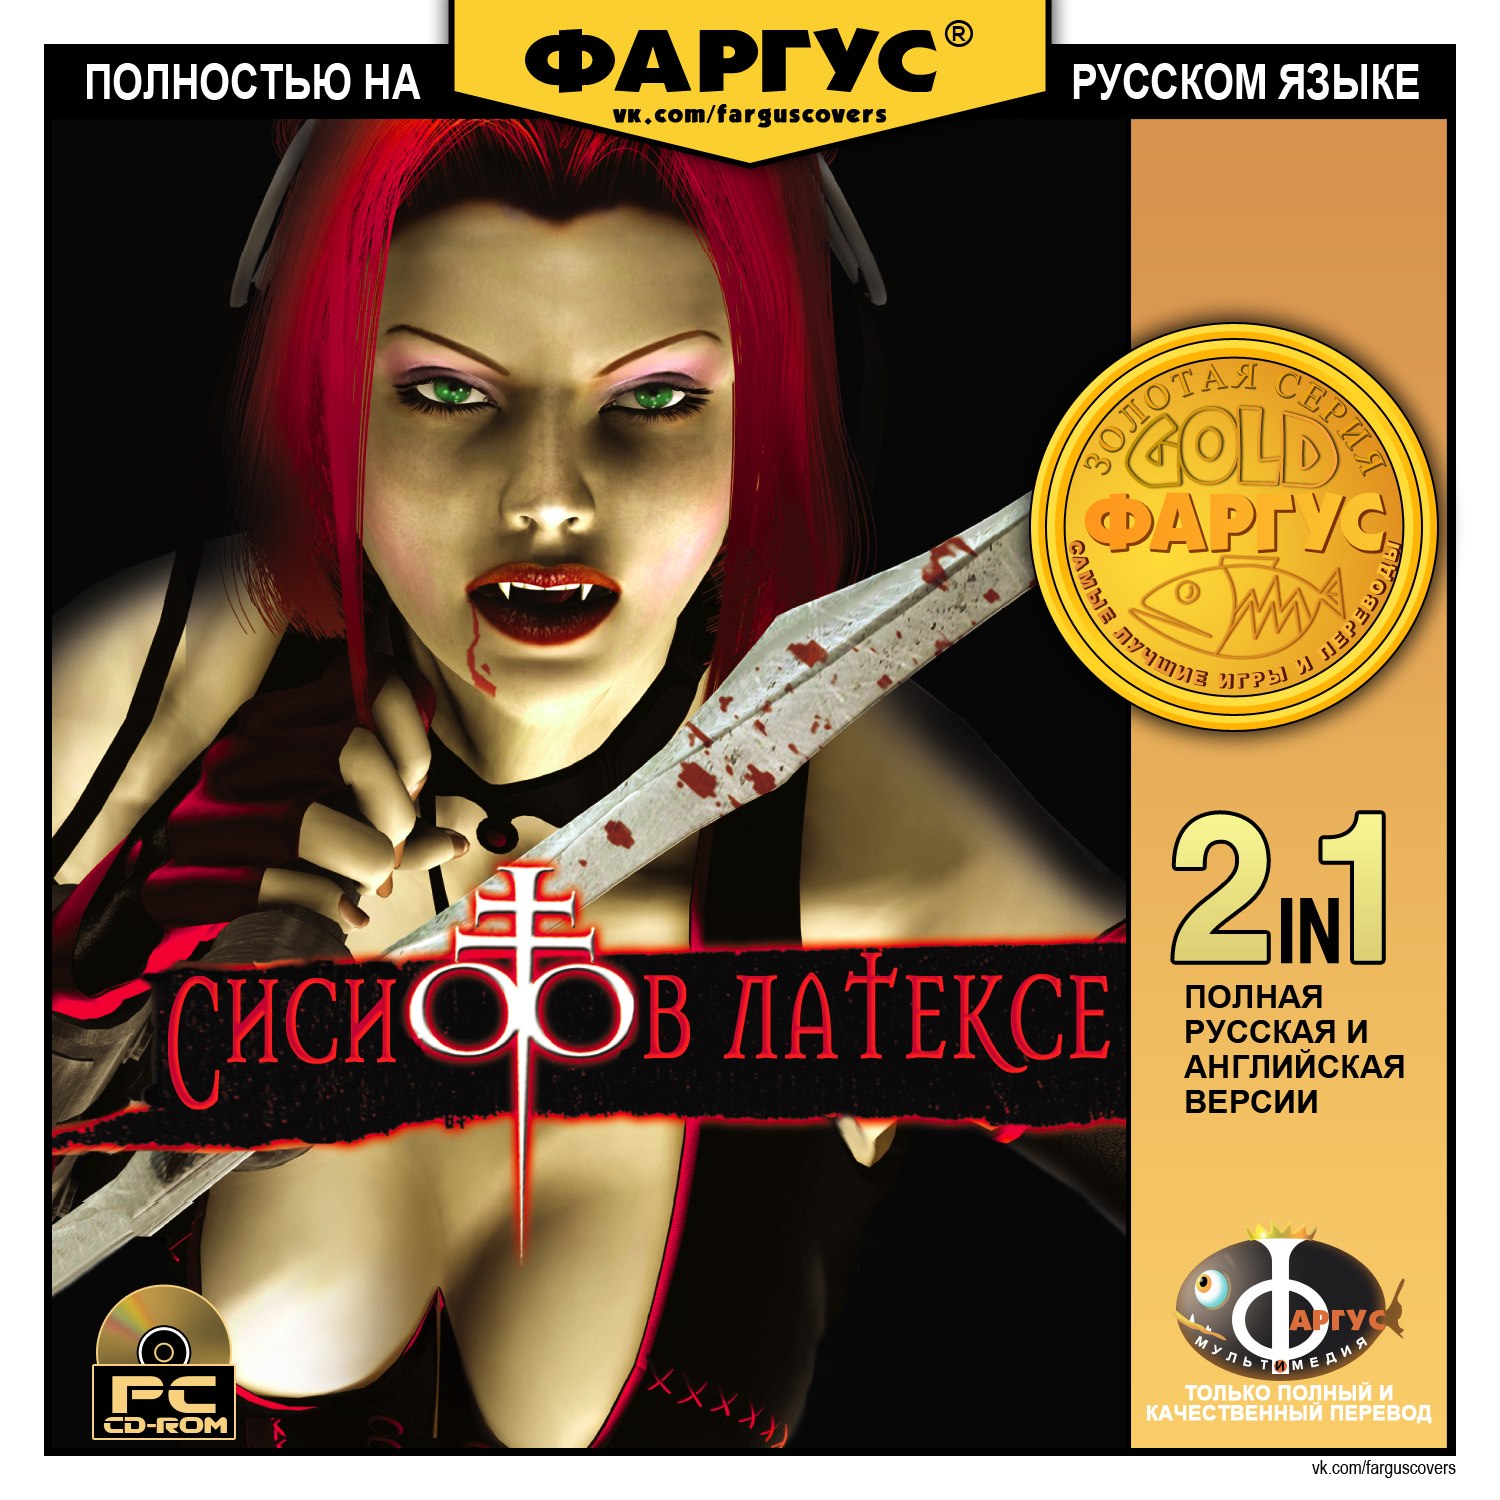 ФАРГУС®
vk.com/farguscovers
ПОЛНОСТЬЮ НА РУССКОМ ЯЗЫКЕ
ЗОЛОТАЯ СЕРИЯ
GOLD
ФАРГУС
САМЫЕ ЛУЧШИЕ ИГРЫ И ПЕРЕВОДЫ
2IN1
ПОЛНАЯ
РУССКАЯ И
АНГЛИЙСКАЯ
ВЕРСИИ
СИСИ В ЛАТЕКСЕ
ФАРГУС
МУЛЬТИМЕДИЯ
ТОЛЬКО ПОЛНЫЙ И
КАЧЕСТВЕННЫЙ ПЕРЕВОД
PC
CD-ROM
vk.com/farguscovers